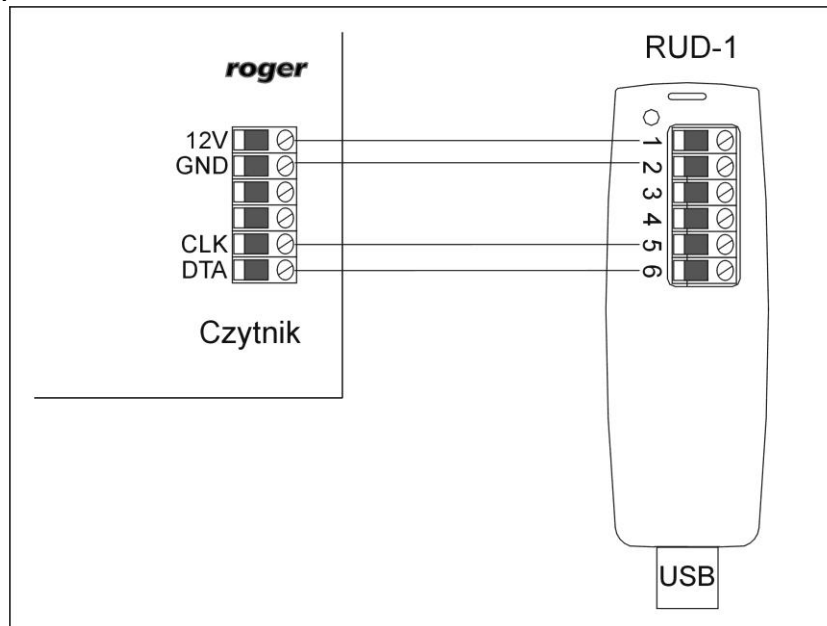 roger
12V
GND
CLK
DTA
Czytnik
RUD-1
1
2
3
4
5
6
USB